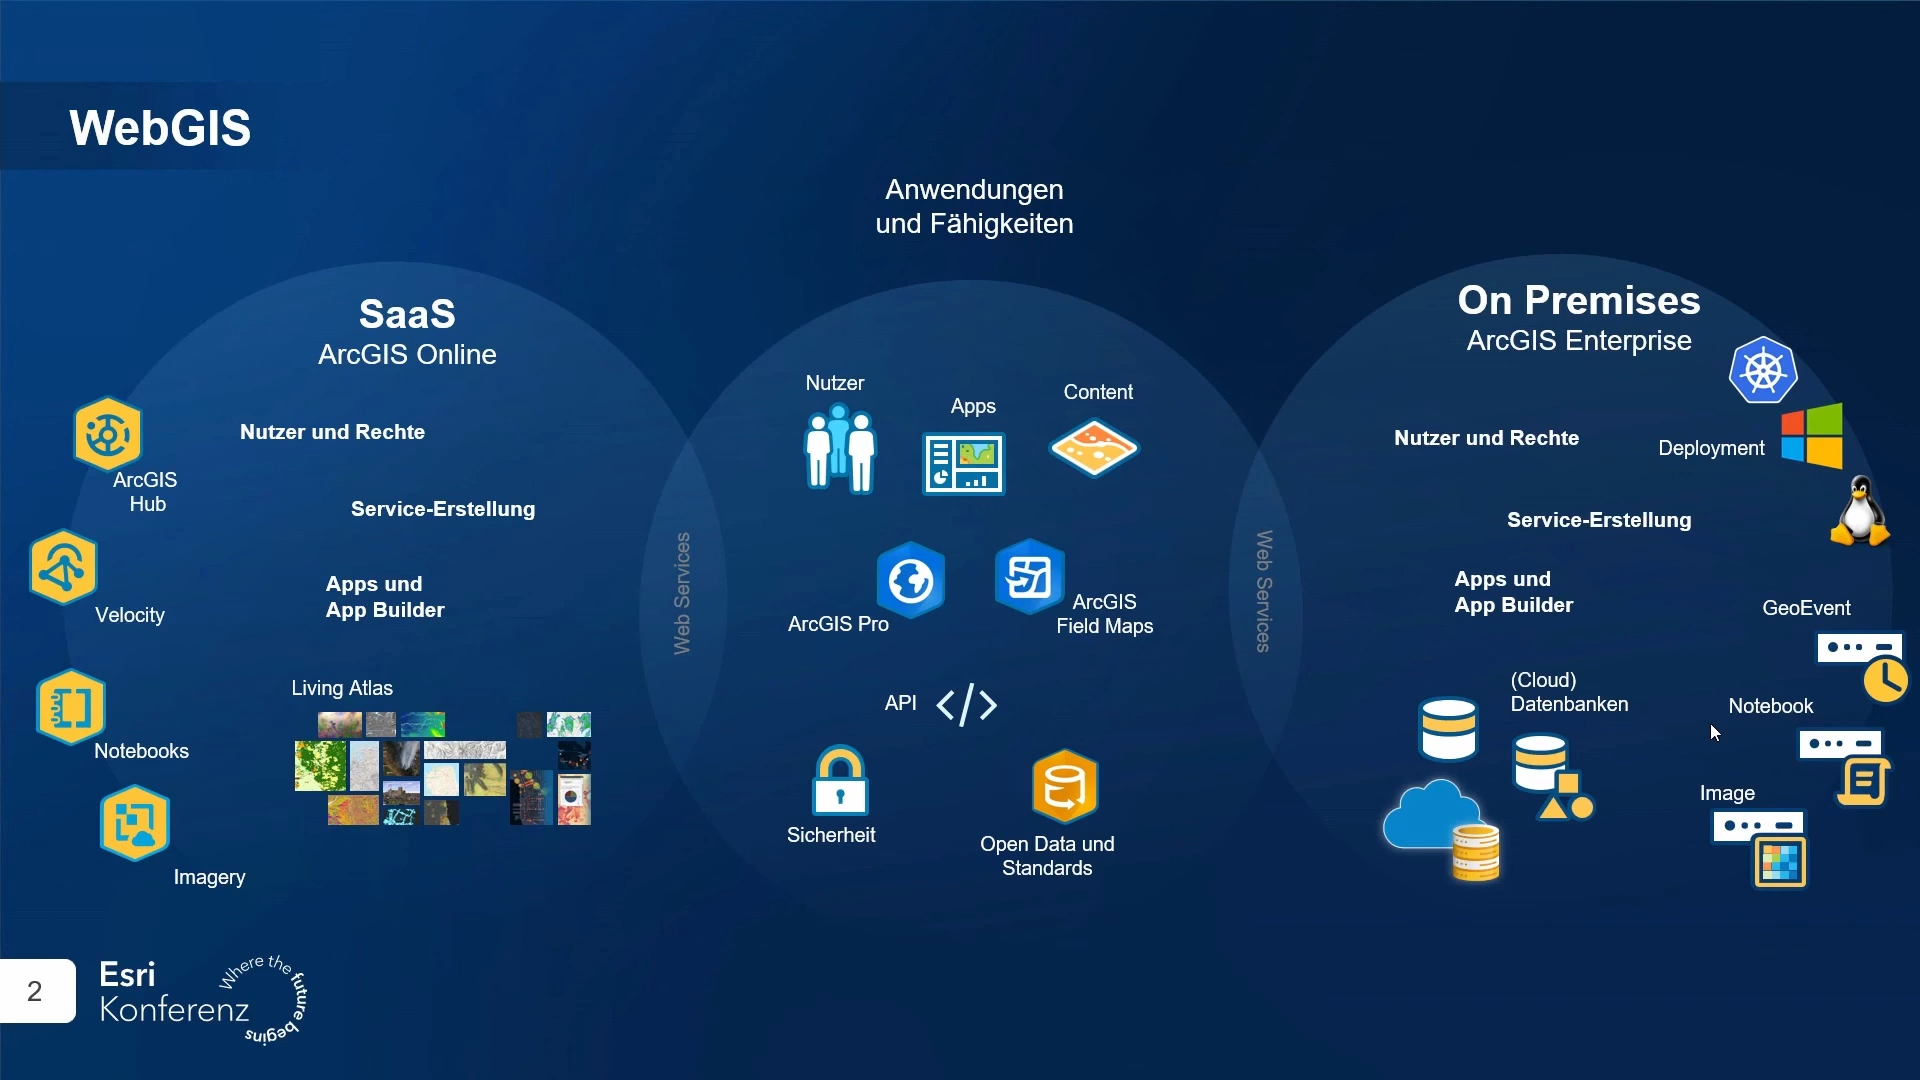 WebGIS
Anwendungen
und Fähigkeiten
SaaS
ArcGIS Online
Nutzer und Rechte
ArcGIS
Hub
Service-Erstellung
Apps und
App Builder
Velocity
Living Atlas
Notebooks
Imagery
Web Services
Nutzer
Apps
Content
ArcGIS Pro
ArcGIS
Field Maps
API
Sicherheit
Open Data und
Standards
Web Services
On Premises
ArcGIS Enterprise
Nutzer und Rechte
Deployment
Service-Erstellung
Apps und
App Builder
GeoEvent
(Cloud)
Datenbanken
Notebook
Image
2
Esri
Konferenz
Where the future begins